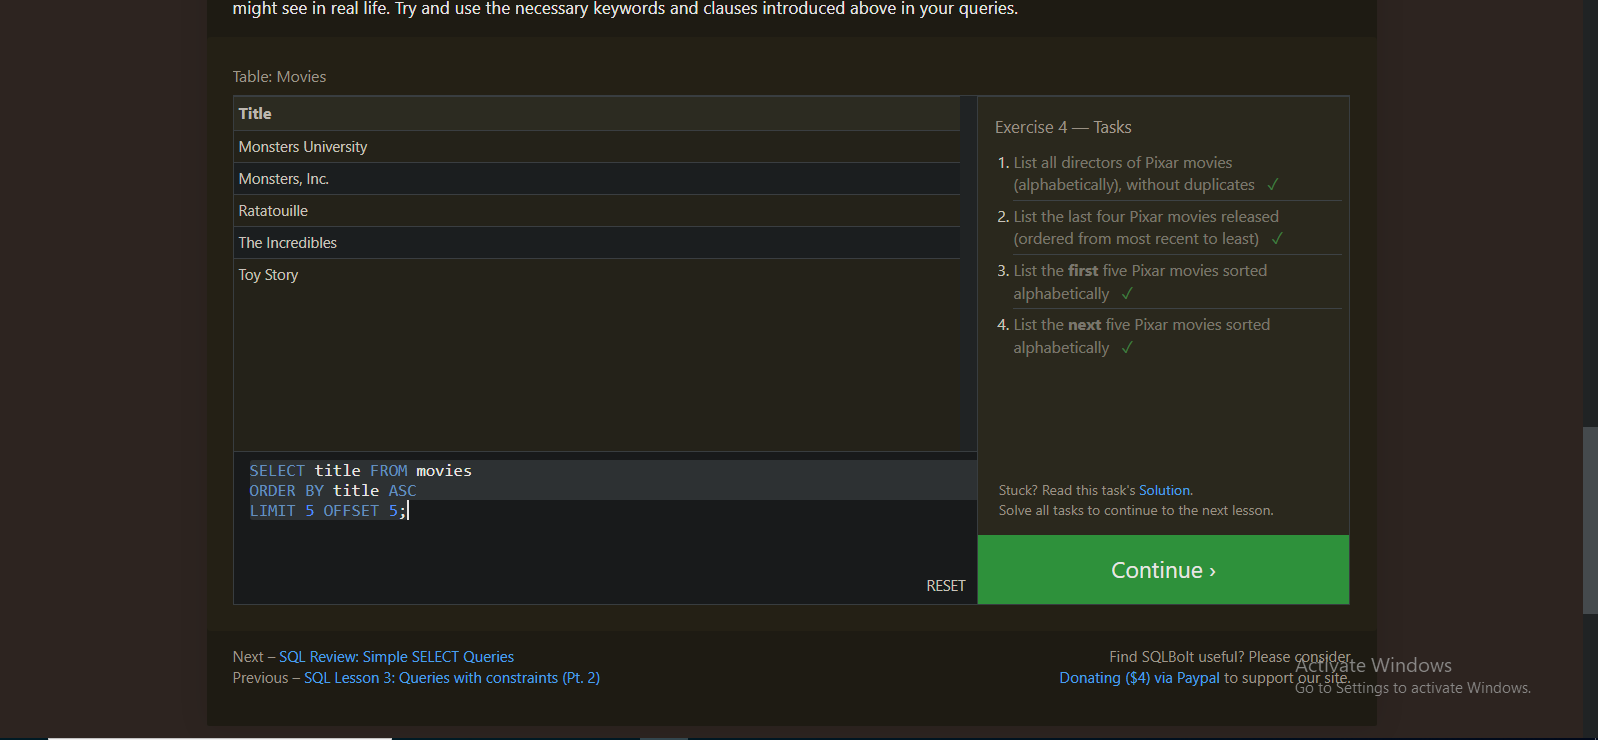 might see in real life. Try and use the necessary keywords and clauses introduced above in your queries.
Table: Movies
Title
Monsters University
Monsters, Inc.
Ratatouille
The Incredibles
Toy Story
SELECT title FROM movies
ORDER BY title ASC
LIMIT 5 OFFSET 5;
RESET
Exercise 4 — Tasks
1. List all directors of Pixar movies
(alphabetically), without duplicates ✓
2. List the last four Pixar movies released
(ordered from most recent to least) ✓
3. List the first five Pixar movies sorted
alphabetically ✓
4. List the next five Pixar movies sorted
alphabetically ✓
Stuck? Read this task's Solution.
Solve all tasks to continue to the next lesson.
Continue ›
Next – SQL Review: Simple SELECT Queries
Previous – SQL Lesson 3: Queries with constraints (Pt. 2)
Find SQLBolt useful? Please consider
Donating ($4) via Paypal to support our site.
Activate Windows
Go to Settings to activate Windows.